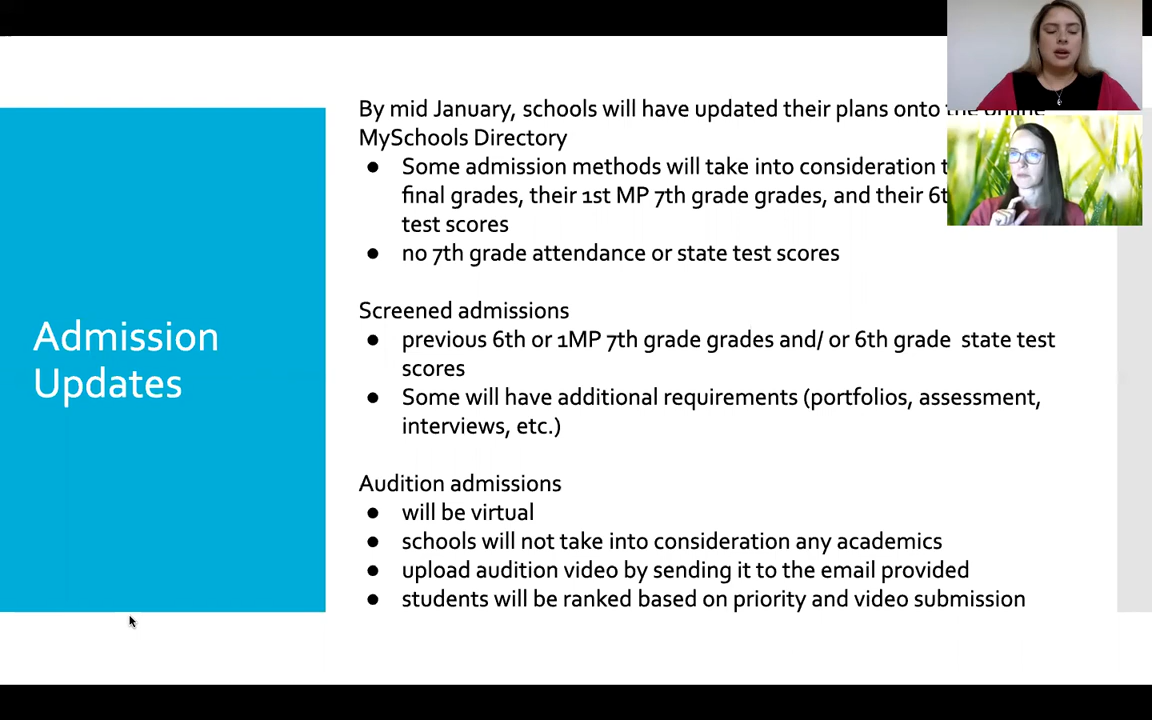 Admission
Updates
By mid January, schools will have updated their plans onto the online
MySchools Directory
● Some admission methods will take into consideration
final grades, their 1st MP 7th grade grades, and their
test scores
● no 7th grade attendance or state test scores
Screened admissions
● previous 6th or 1MP 7th grade grades and/ or 6th grade state test
scores
● Some will have additional requirements (portfolios, assessment,
interviews, etc.)
Audition admissions
● will be virtual
● schools will not take into consideration any academics
● upload audition video by sending it to the email provided
● students will be ranked based on priority and video submission